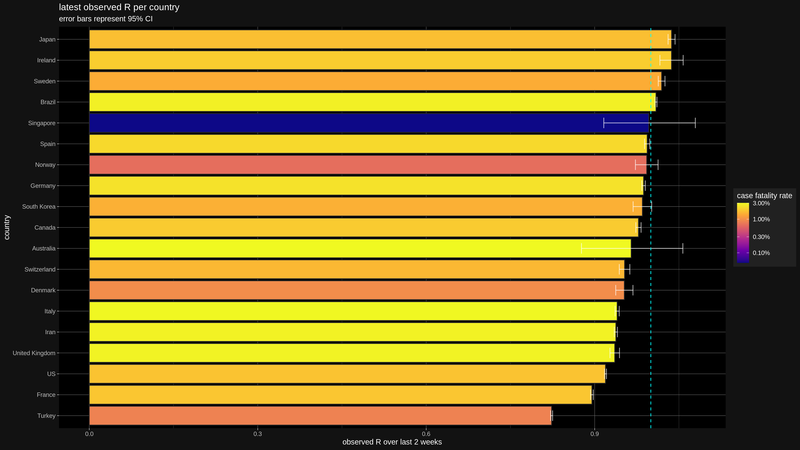 latest observed R per country
error bars represent 95% CI
Japan
Ireland
Sweden
Brazil
Singapore
Spain
Norway
Germany
South Korea
Canada
Australia
Switzerland
Denmark
Italy
Iran
United Kingdom
US
France
Turkey
country
0.0
0.3
0.6
0.9
observed R over last 2 weeks
case fatality rate
3.00%
1.00%
0.30%
0.10%